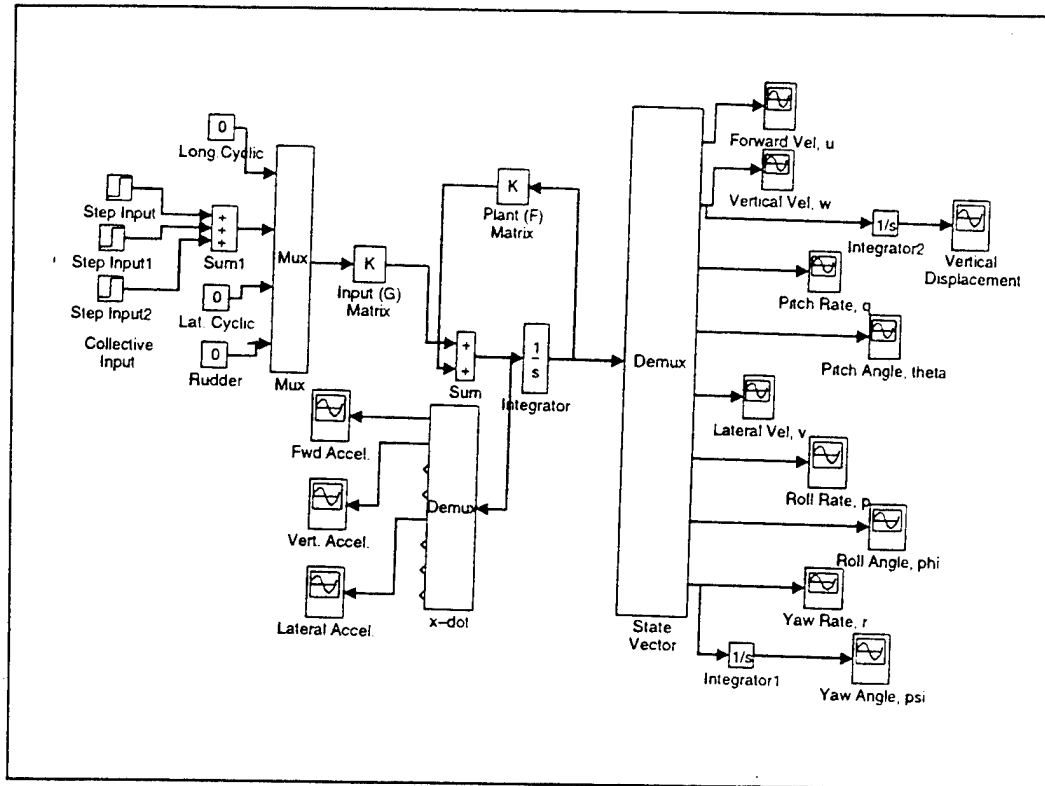 0
Long. Cyclic
Step Input
Step Input1
Step Input2
Collective
Input
+
+
+
Sum1
0
Lat. Cyclic
0
Rudder
Mux
Mux
K
Input (G)
Matrix
K
Plant (F)
Matrix
+
+
Sum
1
s
Integrator
Fwd Accel.
Vert. Accel.
Lateral Accel.
Demux
x-dot
Demux
State
Vector
Forward Vel, u
Vertical Vel, w
1/s
Integrator2
Vertical
Displacement
Pitch Rate, q
Pitch Angle, theta
Lateral Vel, v
Roll Rate, p
Roll Angle, phi
Yaw Rate, r
1/s
Integrator1
Yaw Angle, psi